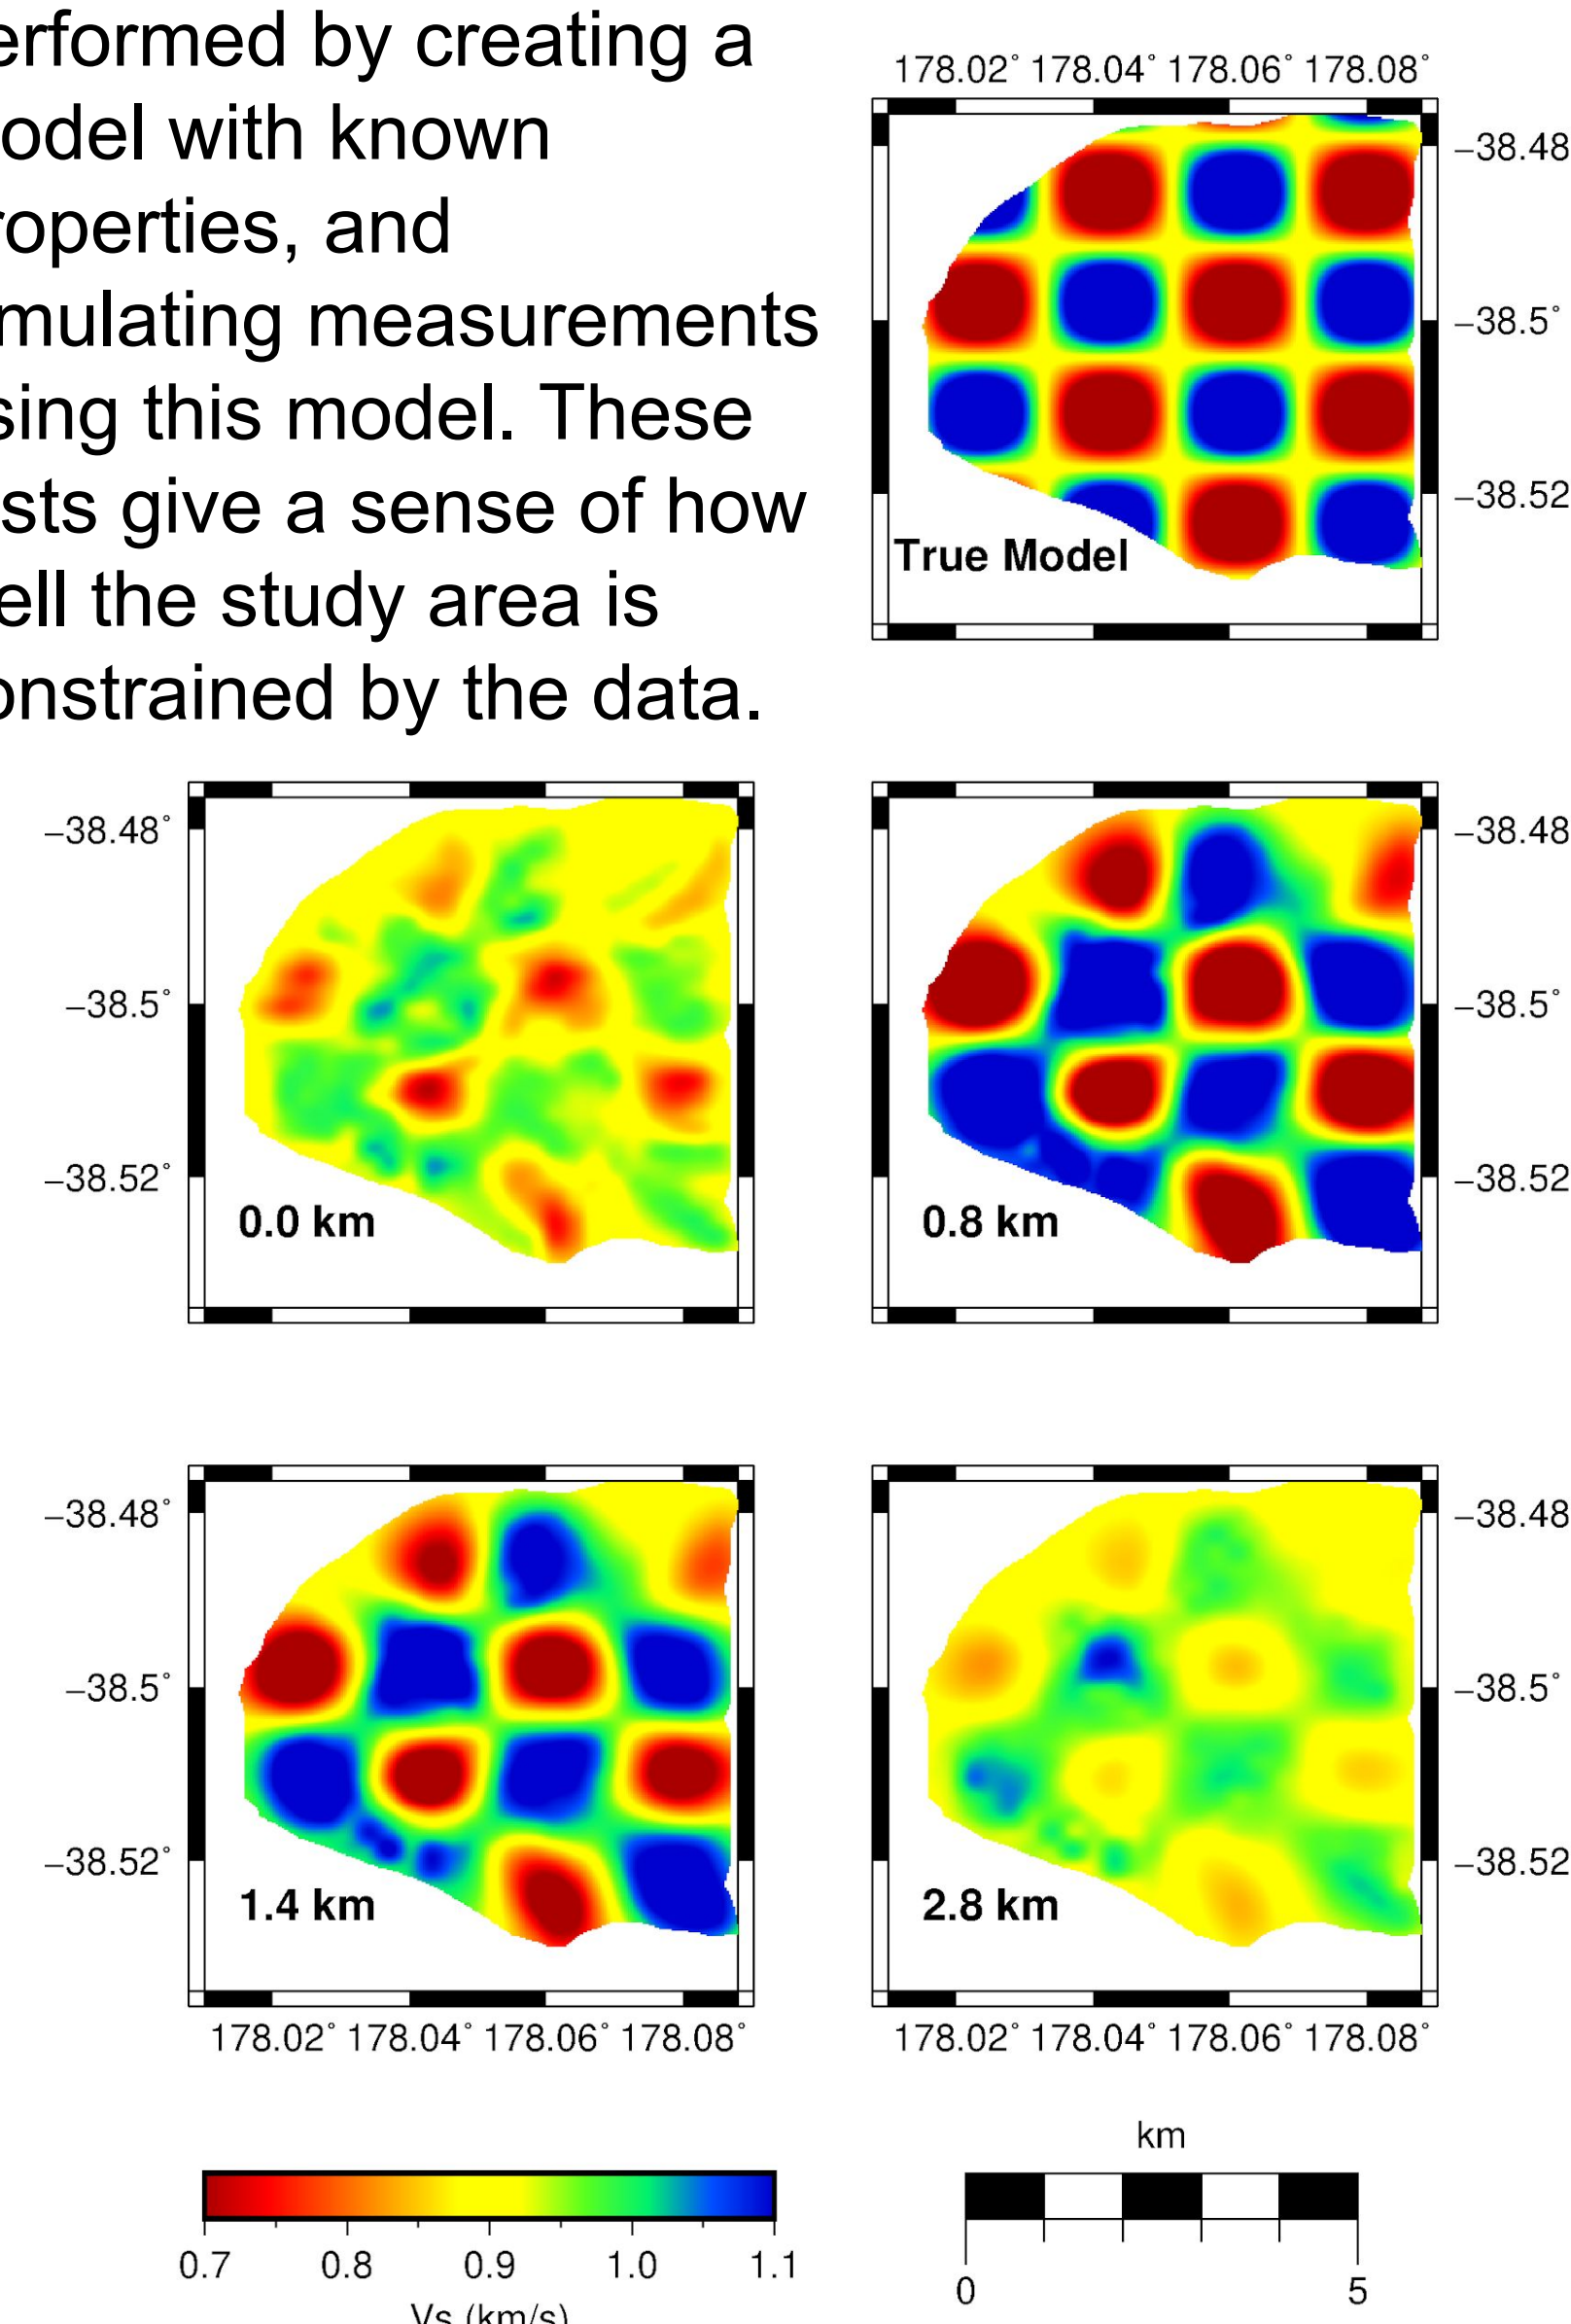 erformed by creating a
odel with known
roperties, and
mulating measurements
sing this model. These
sts give a sense of how
ell the study area is
onstrained by the data.
178.02° 178.04° 178.06° 178.08°
−38.48
−38.5°
−38.52
True Model
−38.48°
−38.5°
−38.52°
0.0 km
−38.48
−38.5°
−38.52
0.8 km
−38.48°
−38.5°
−38.52°
1.4 km
178.02° 178.04° 178.06° 178.08°
−38.48
−38.5°
−38.52
2.8 km
178.02° 178.04° 178.06° 178.08°
0.7 0.8 0.9 1.0 1.1
Vs (km/s)
km
0 5